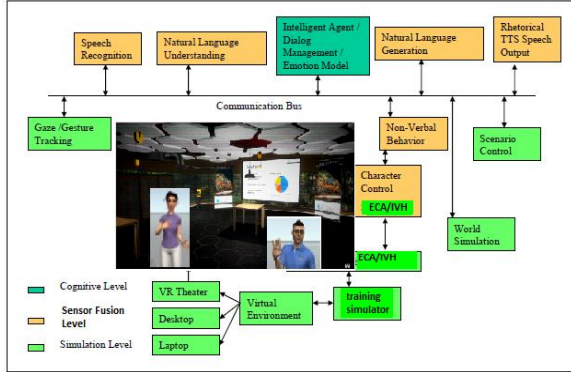 Speech
Recognition
Natural Language
Understanding
Intelligent Agent /
Dialog
Management /
Emotion Model
Natural Language
Generation
Rhetorical
TTS Speech
Output
Communication Bus
Gaze /Gesture
Tracking
Non-Verbal
Behavior
Scenario
Control
Character
Control
ECA/IVH
World
Simulation
ECA/IVH
Cognitive Level
Sensor Fusion
Level
Simulation Level
VR Theater
Desktop
Laptop
Virtual
Environment
training
simulator